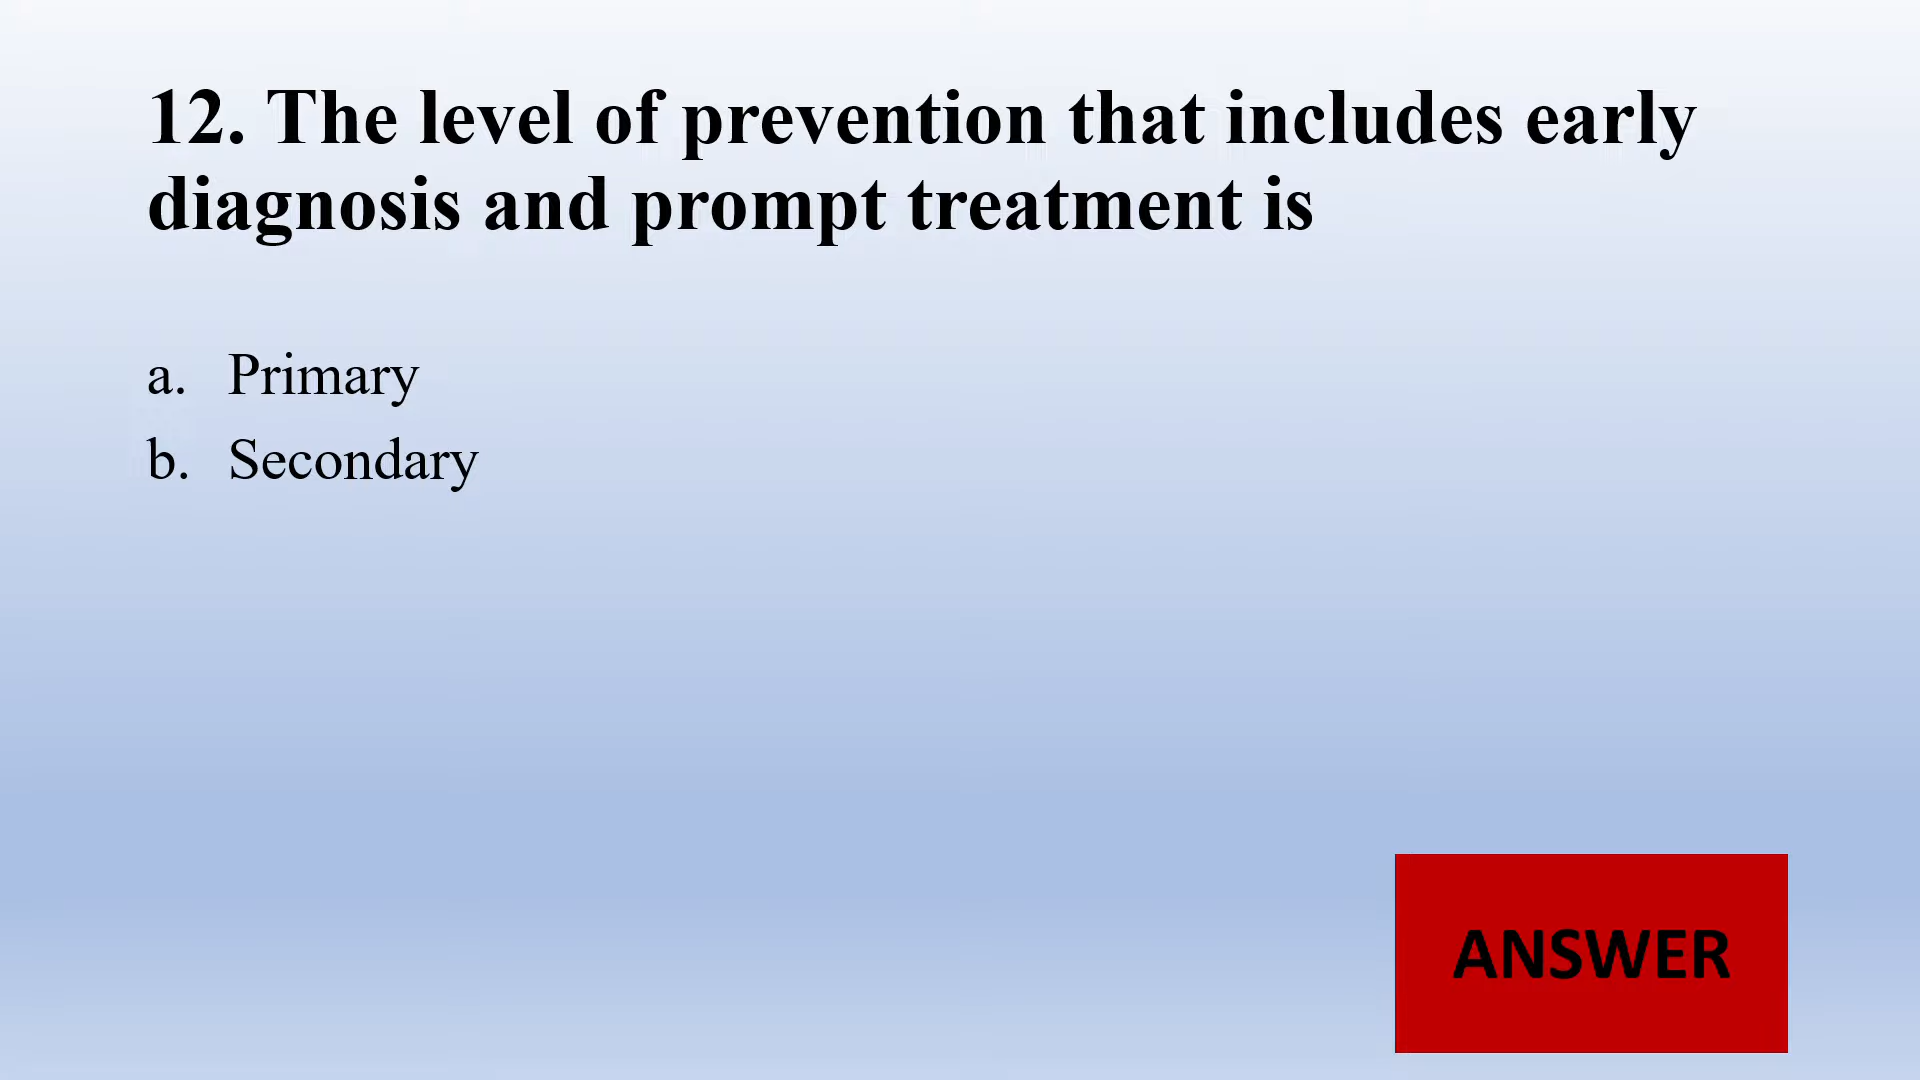 12. The level of prevention that includes early
diagnosis and prompt treatment is
a. Primary
b. Secondary
ANSWER